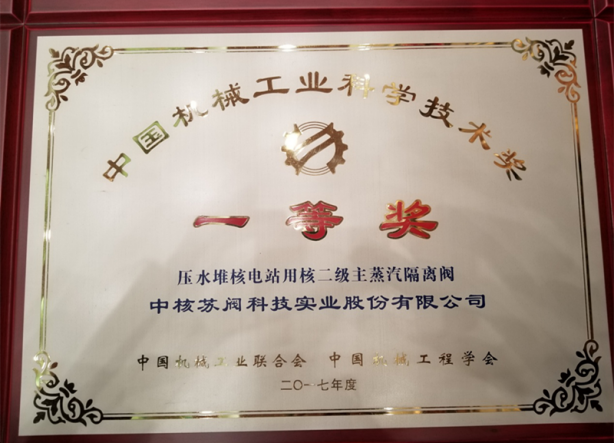 中国机械工业科学技术奖
一等奖
压水堆核电站用核二级主蒸汽隔离阀
中核苏阀科技实业股份有限公司
中国机械工业联合会 中国机械工程学会
二〇一七年度